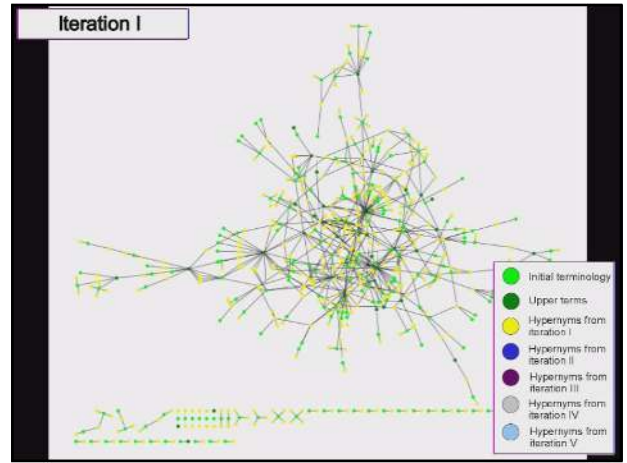 Iteration I
Initial terminology
Upper terms
Hypernyms from
iteration I
Hypernyms from
iteration II
Hypernyms from
iteration III
Hypernyms from
iteration IV
Hypernyms from
iteration V